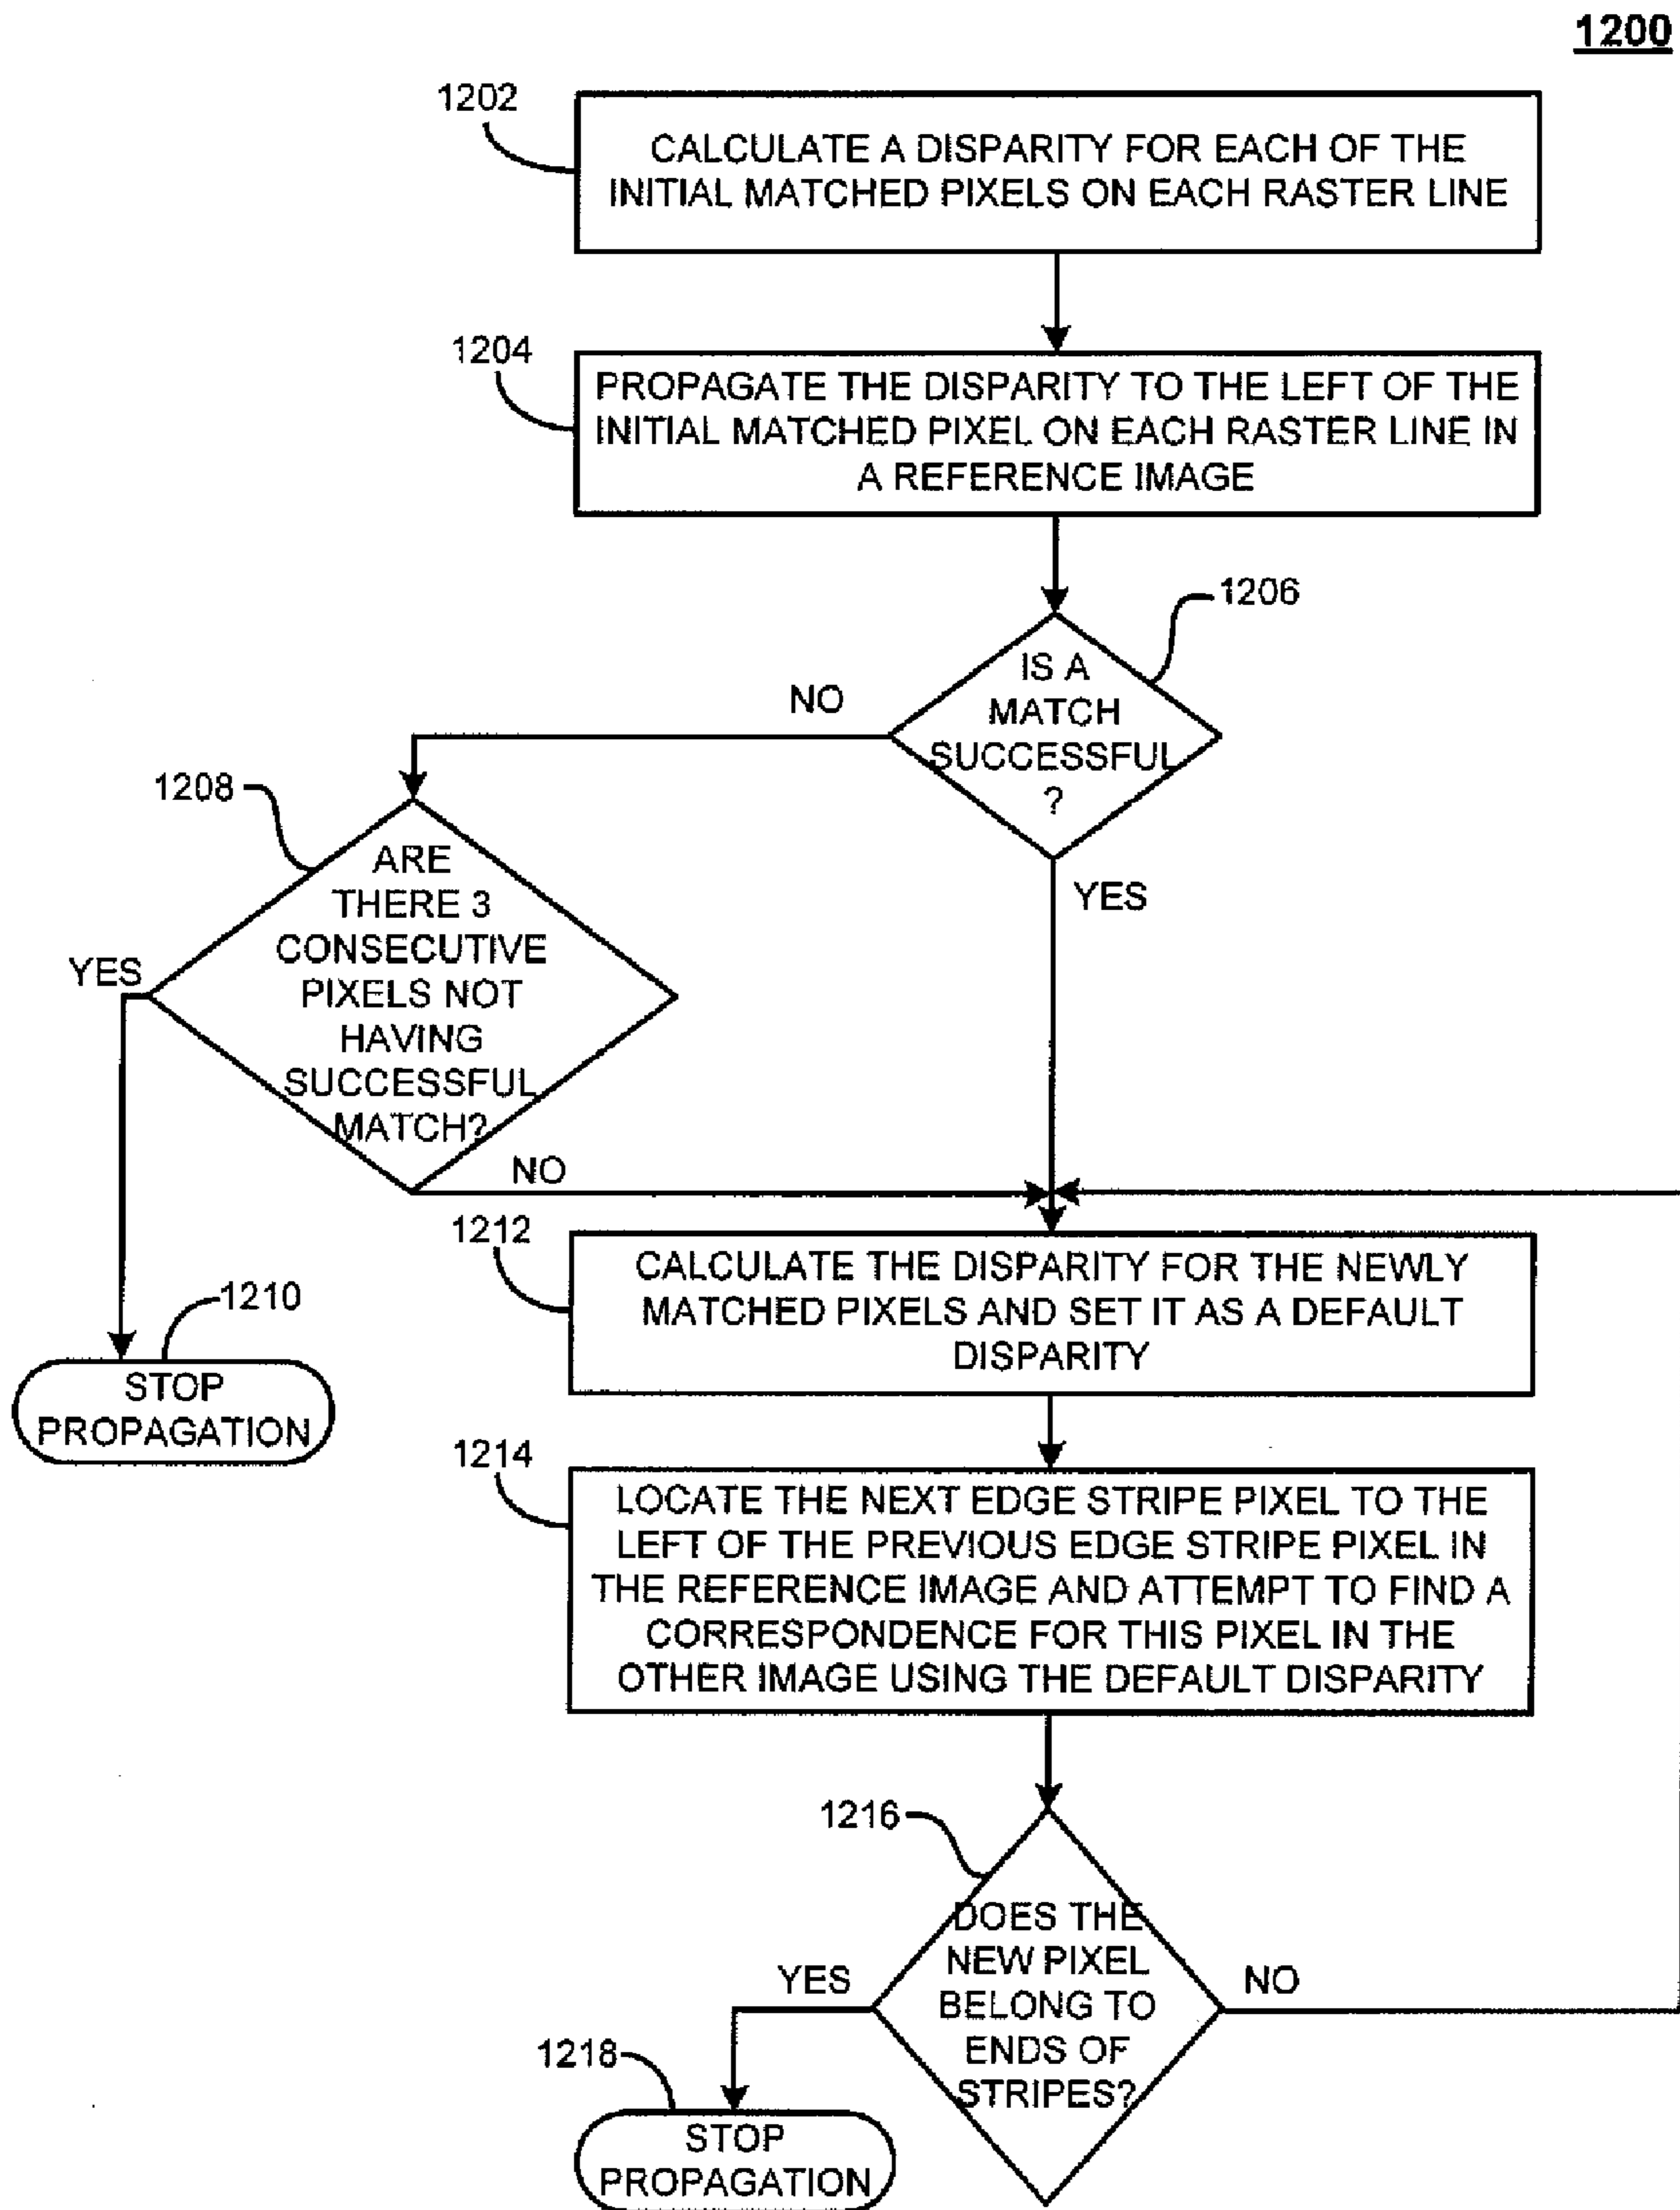 1200
1202
CALCULATE A DISPARITY FOR EACH OF THE
INITIAL MATCHED PIXELS ON EACH RASTER LINE
1204
PROPAGATE THE DISPARITY TO THE LEFT OF THE
INITIAL MATCHED PIXEL ON EACH RASTER LINE IN
A REFERENCE IMAGE
1206
IS A
MATCH
SUCCESSFUL
?
NO
YES
1208
ARE
THERE 3
CONSECUTIVE
PIXELS NOT
HAVING
SUCCESSFUL
MATCH?
YES
NO
1210
STOP
PROPAGATION
1212
CALCULATE THE DISPARITY FOR THE NEWLY
MATCHED PIXELS AND SET IT AS A DEFAULT
DISPARITY
1214
LOCATE THE NEXT EDGE STRIPE PIXEL TO THE
LEFT OF THE PREVIOUS EDGE STRIPE PIXEL IN
THE REFERENCE IMAGE AND ATTEMPT TO FIND A
CORRESPONDENCE FOR THIS PIXEL IN THE
OTHER IMAGE USING THE DEFAULT DISPARITY
1216
DOES THE
NEW PIXEL
BELONG TO
ENDS OF
STRIPES?
YES
NO
1218
STOP
PROPAGATION